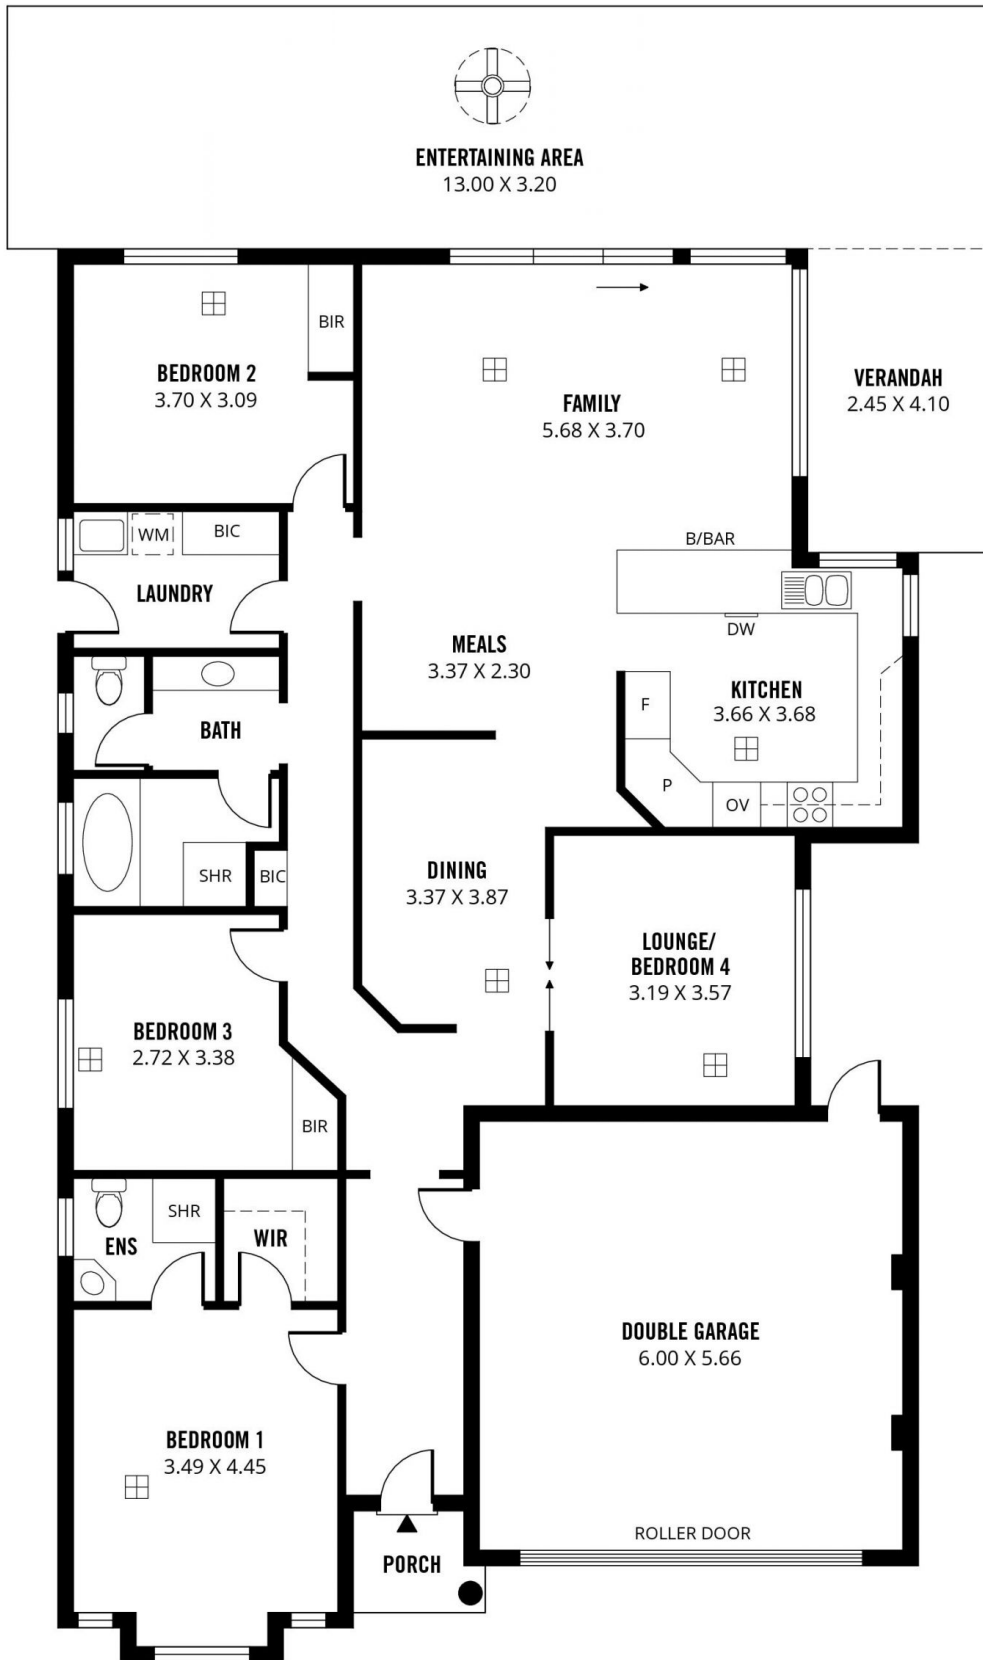 ENTERTAINING AREA
13.00 X 3.20
BIR
BEDROOM 2
3.70 X 3.09
FAMILY
5.68 X 3.70
VERANDAH
2.45 X 4.10
WM
BIC
LAUNDRY
B/BAR
DW
MEALS
3.37 X 2.30
KITCHEN
3.66 X 3.68
F
P
OV
BATH
SHR
BIC
DINING
3.37 X 3.87
LOUNGE/
BEDROOM 4
3.19 X 3.57
BEDROOM 3
2.72 X 3.38
BIR
SHR
ENS
WIR
DOUBLE GARAGE
6.00 X 5.66
BEDROOM 1
3.49 X 4.45
ROLLER DOOR
PORCH